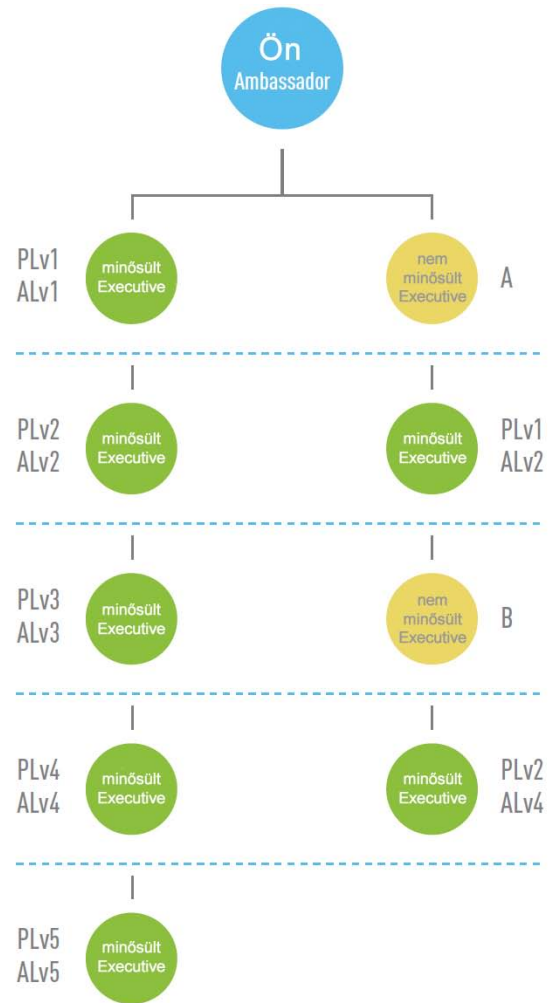 Ön
Ambassador
PLv1
ALv1
minősült
Executive
nem
minősült
Executive
A
PLv2
ALv2
minősült
Executive
minősült
Executive
PLv1
ALv2
PLv3
ALv3
minősült
Executive
nem
minősült
Executive
B
PLv4
ALv4
minősült
Executive
minősült
Executive
PLv2
ALv4
PLv5
ALv5
minősült
Executive